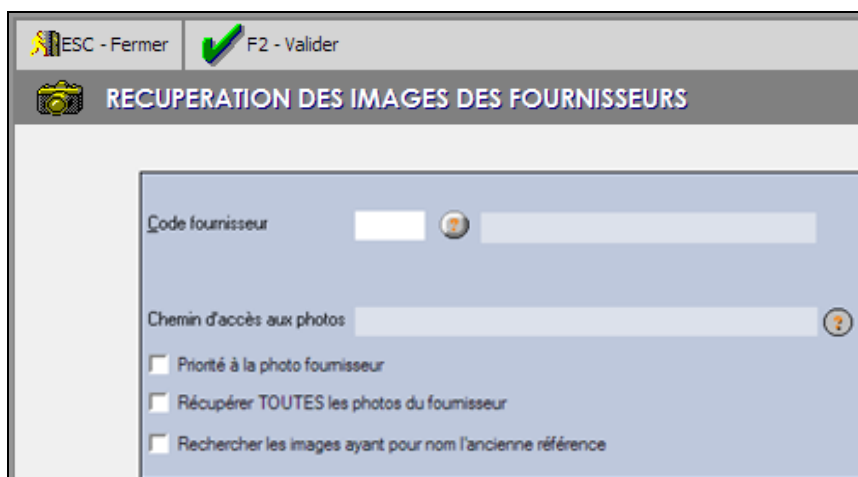 ESC - Fermer F2 - Valider
RECUPERATION DES IMAGES DES FOURNISSEURS
Code fournisseur
Chemin d'accès aux photos
Priorité à la photo fournisseur
Récupérer TOUTES les photos du fournisseur
Rechercher les images ayant pour nom l'ancienne référence